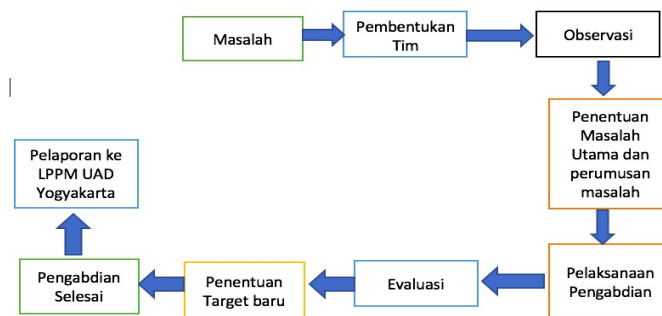 Masalah
Pembentukan
Tim
Observasi
Penentuan
Masalah
Utama dan
perumusan
masalah
Pelaksanaan
Pengabdian
Evaluasi
Penentuan
Target baru
Pengabdian
Selesai
Pelaporan ke
LPPM UAD
Yogyakarta